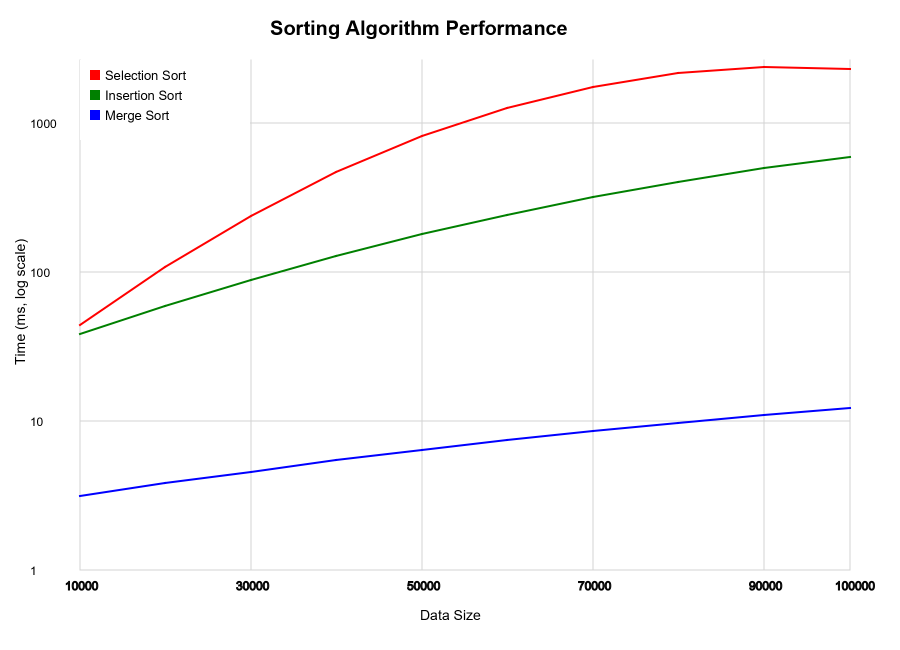 Sorting Algorithm Performance
Selection Sort
Insertion Sort
Merge Sort
1000
100
10
1
Time (ms, log scale)
10000 30000 50000 70000 90000 100000
Data Size